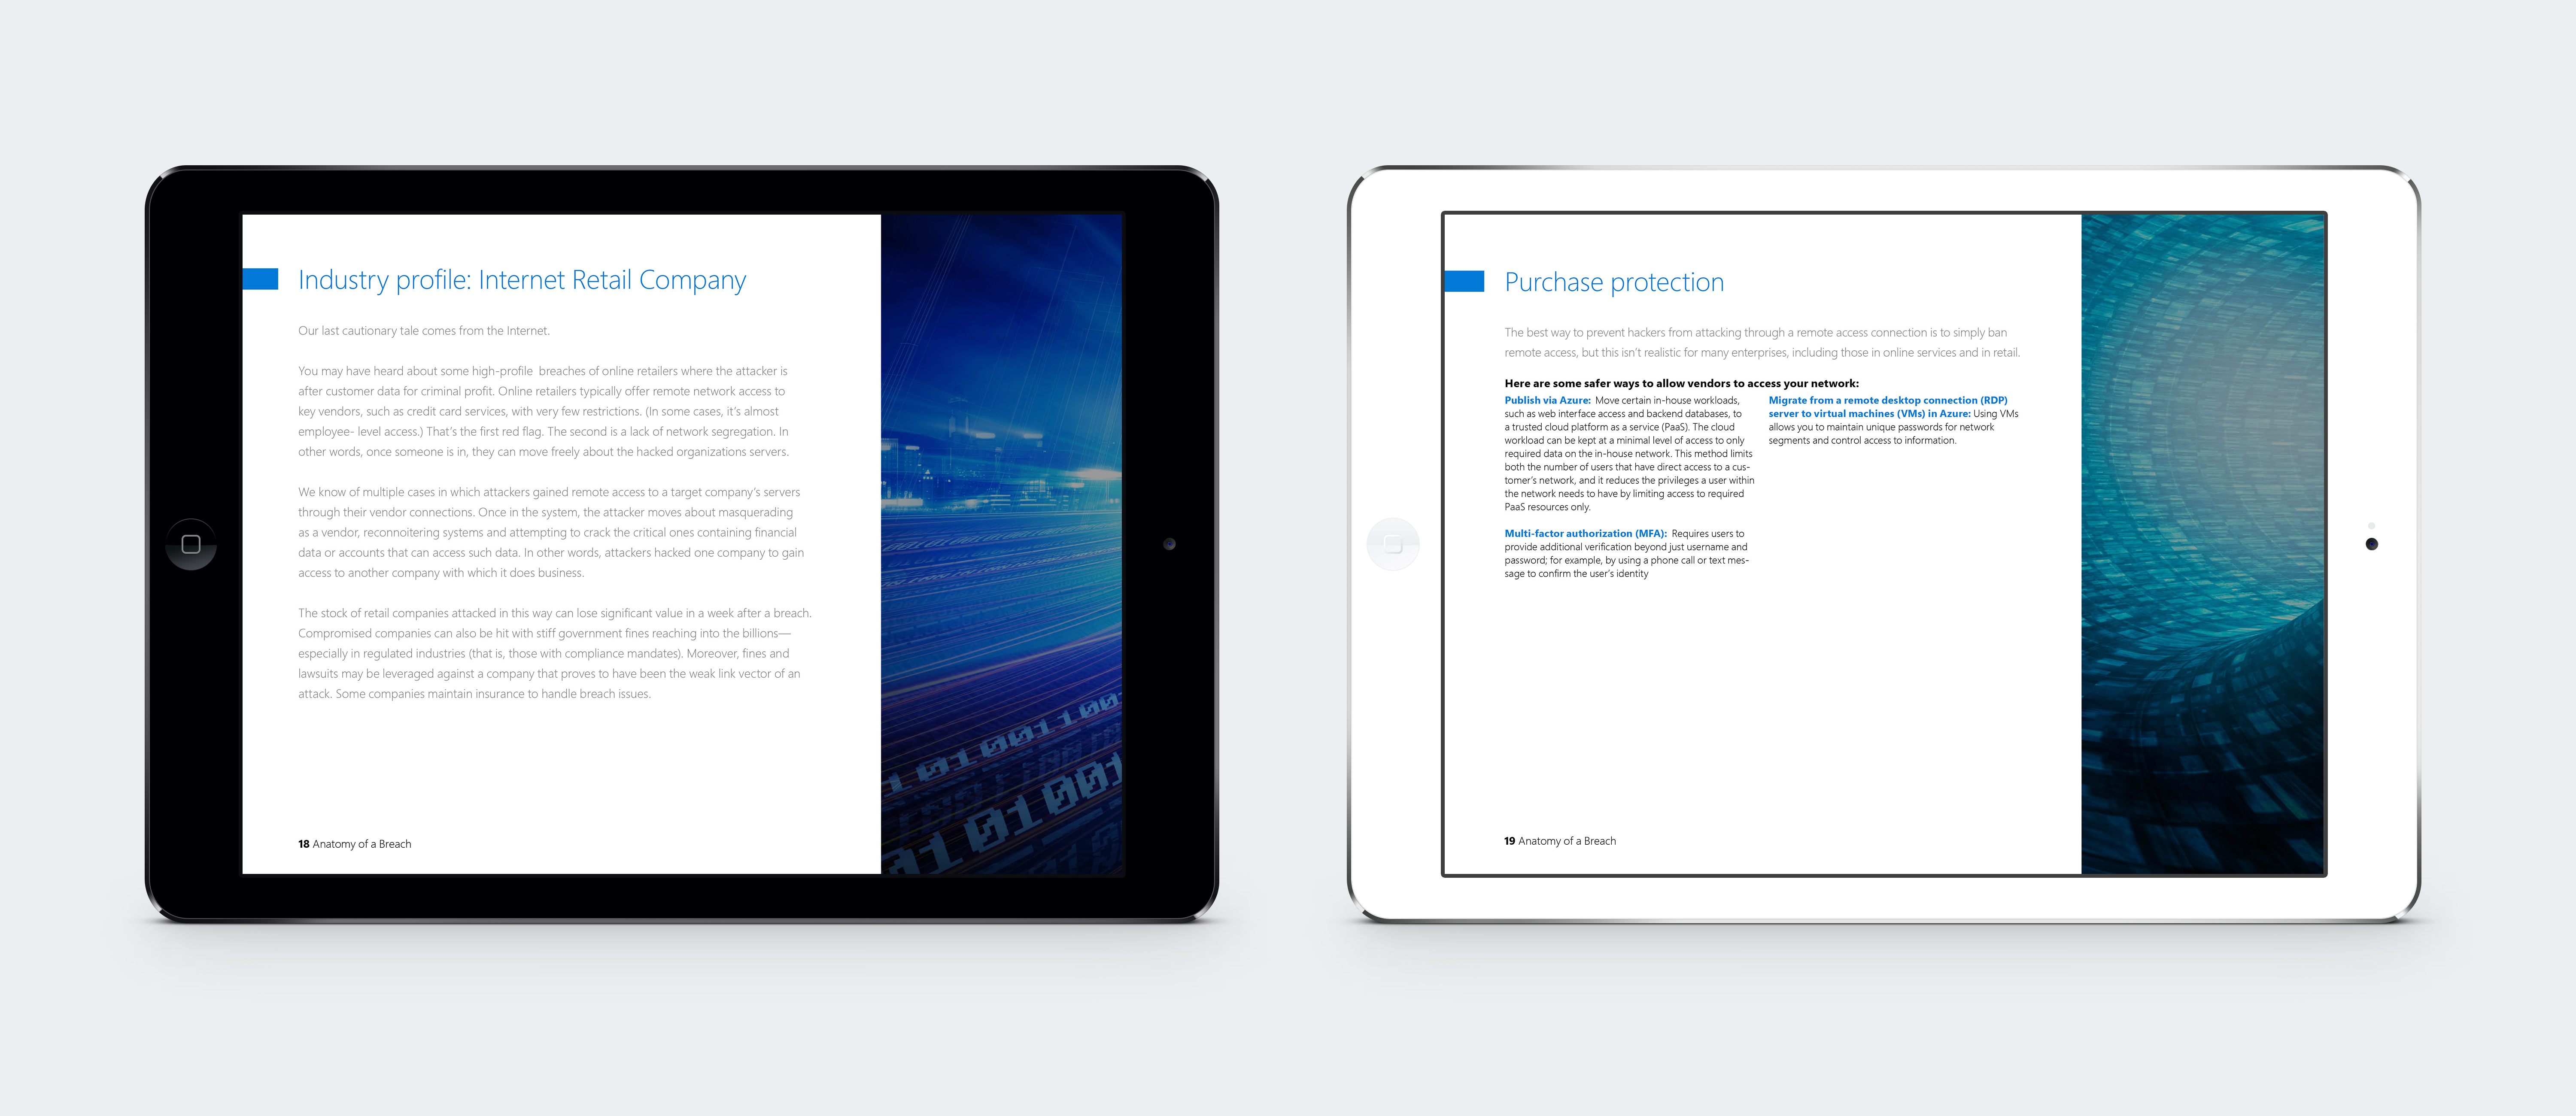 Industry profile: Internet Retail Company
Our last cautionary tale comes from the Internet.
You may have heard about some high-profile  breaches of online retailers where the attacker is
after customer data for criminal profit. Online retailers typically offer remote network access to
key vendors, such as credit card services, with very few restrictions. (In some cases, it's almost
employee- level access.) That's the first red flag. The second is a lack of network segregation. In
other words, once someone is in, they can move freely about the hacked organizations servers.
We know of multiple cases in which attackers gained remote access to a target company's servers
through their vendor connections. Once in the system, the attacker moves about masquerading
as a vendor, reconnoitering systems and attempting to crack the critical ones containing financial
data or accounts that can access such data. In other words, attackers hacked one company to gain
access to another company with which it does business.
The stock of retail companies attacked in this way can lose significant value in a week after a breach.
Compromised companies can also be hit with stiff government fines reaching into the billions—
especially in regulated industries (that is, those with compliance mandates). Moreover, fines and
lawsuits may be leveraged against a company that proves to have been the weak link vector of an
attack. Some companies maintain insurance to handle breach issues.
18 Anatomy of a Breach
1 01 001 1 100
01 01 001
Purchase protection
The best way to prevent hackers from attacking through a remote access connection is to simply ban
remote access, but this isn't realistic for many enterprises, including those in online services and in retail.
Here are some safer ways to allow vendors to access your network:
Publish via Azure:  Move certain in-house workloads,
such as web interface access and backend databases, to
a trusted cloud platform as a service (PaaS). The cloud
workload can be kept at a minimal level of access to only
required data on the in-house network. This method limits
both the number of users that have direct access to a cus-
tomer's network, and it reduces the privileges a user within
the network needs to have by limiting access to required
PaaS resources only.
Multi-factor authorization (MFA):  Requires users to
provide additional verification beyond just username and
password; for example, by using a phone call or text mes-
sage to confirm the user's identity
Migrate from a remote desktop connection (RDP)
server to virtual machines (VMs) in Azure: Using VMs
allows you to maintain unique passwords for network
segments and control access to information.
19 Anatomy of a Breach